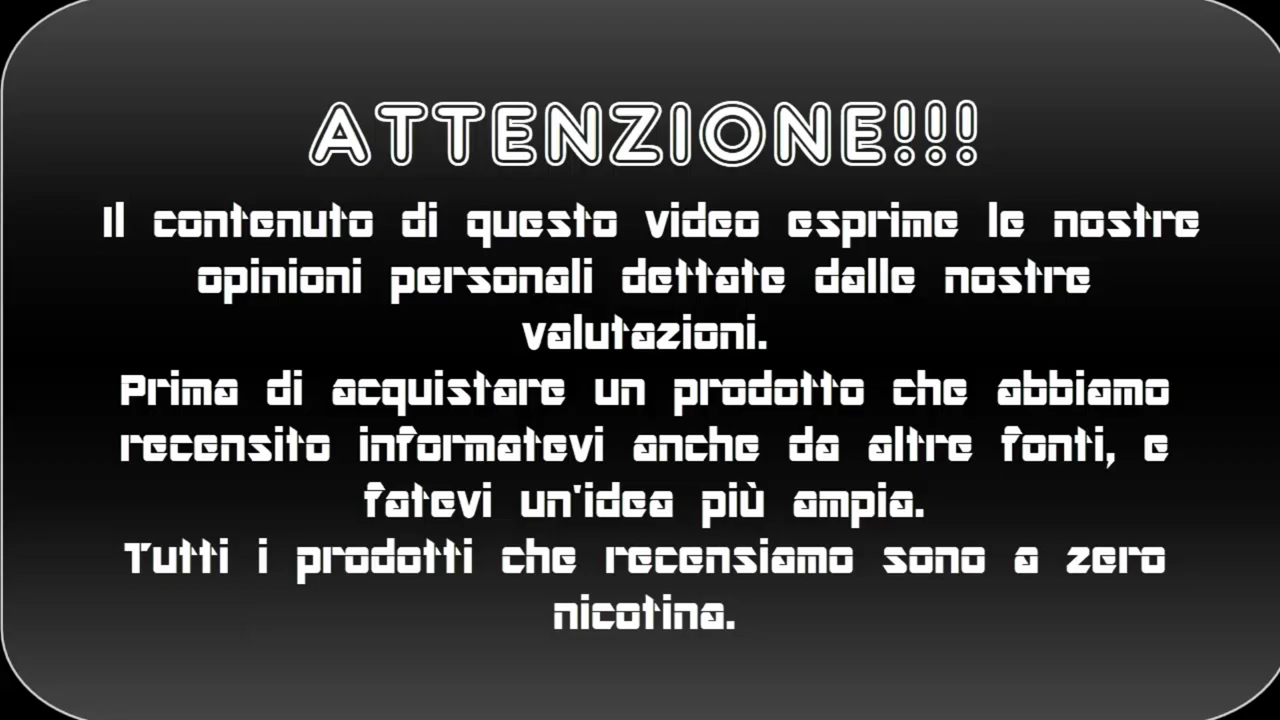 ATTENZIONE!!!
Il contenuto di questo video esprime le nostre
opinioni personali dettate dalle nostre
valutazioni.
Prima di acquistare un prodotto che abbiamo
recensito informatevi anche da altre fonti, e
fatevi un'idea più ampia.
Tutti i prodotti che recensiamo sono a zero
nicotina.